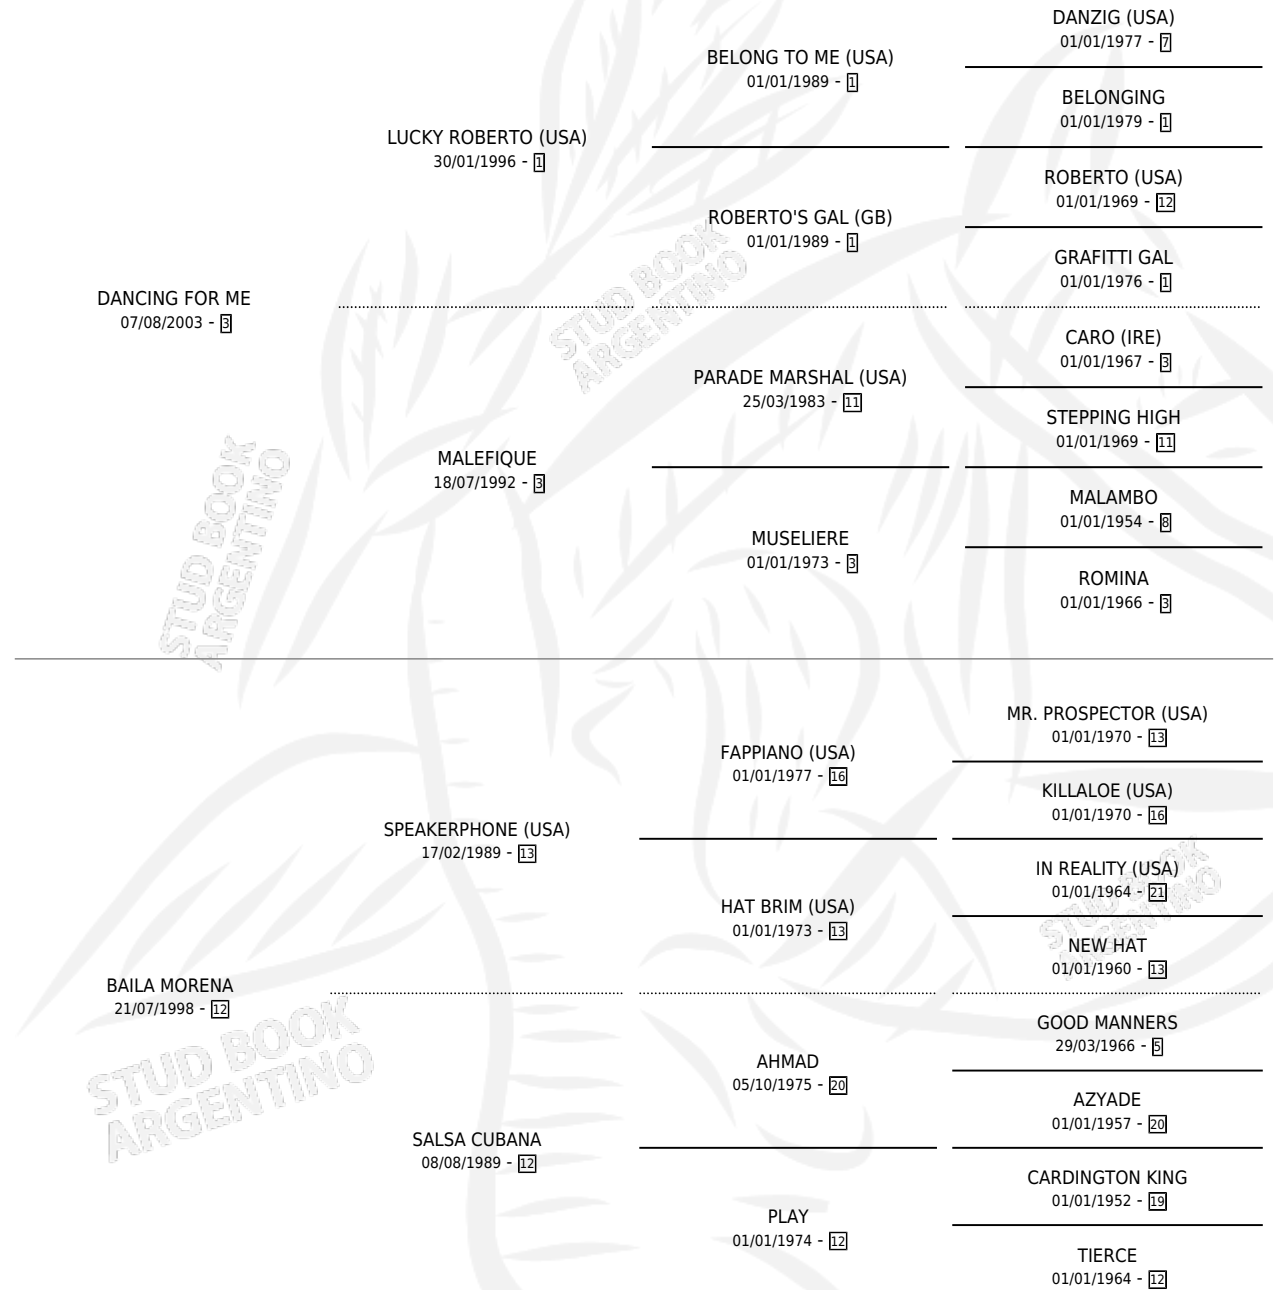 DANCING FOR ME
07/08/2003 - 3
LUCKY ROBERTO (USA)
30/01/1996 - 1
BELONG TO ME (USA)
01/01/1989 - 1
DANZIG (USA)
01/01/1977 - 7
BELONGING
01/01/1979 - 1
ROBERTO'S GAL (GB)
01/01/1989 - 1
ROBERTO (USA)
01/01/1969 - 12
GRAFITTI GAL
01/01/1976 - 1
MALEFIQUE
18/07/1992 - 3
PARADE MARSHAL (USA)
25/03/1983 - 11
CARO (IRE)
01/01/1967 - 3
STEPPING HIGH
01/01/1969 - 11
MUSELIERE
01/01/1973 - 3
MALAMBO
01/01/1954 - 8
ROMINA
01/01/1966 - 3
BAILA MORENA
21/07/1998 - 12
SPEAKERPHONE (USA)
17/02/1989 - 13
FAPPIANO (USA)
01/01/1977 - 16
MR. PROSPECTOR (USA)
01/01/1970 - 13
KILLALOE (USA)
01/01/1970 - 16
HAT BRIM (USA)
01/01/1973 - 13
IN REALITY (USA)
01/01/1964 - 21
NEW HAT
01/01/1960 - 13
SALSA CUBANA
08/08/1989 - 12
AHMAD
05/10/1975 - 20
GOOD MANNERS
29/03/1966 - 5
AZYADE
01/01/1957 - 20
PLAY
01/01/1974 - 12
CARDINGTON KING
01/01/1952 - 19
TIERCE
01/01/1964 - 12
STUD BOOK
ARGENTINO
STUD BOOK
ARGENTINO
STUD BOOK
ARGENTINO
STUD BOOK
ARGENTINO